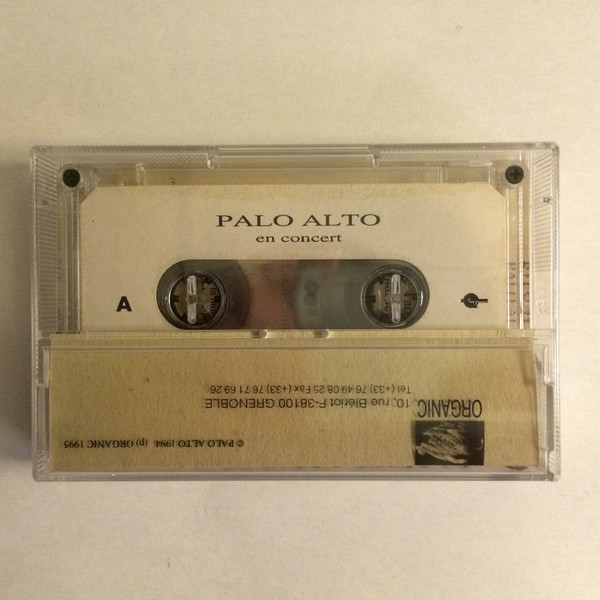 PALO ALTO
en concert
A
ORGANIC
10, rue Blériot F-38100 GRENOBLE
Tel (+33) 76 49 08 25 Fax (+33) 76 71 69 26
© PALO ALTO 1994 (p) ORGANIC 1995